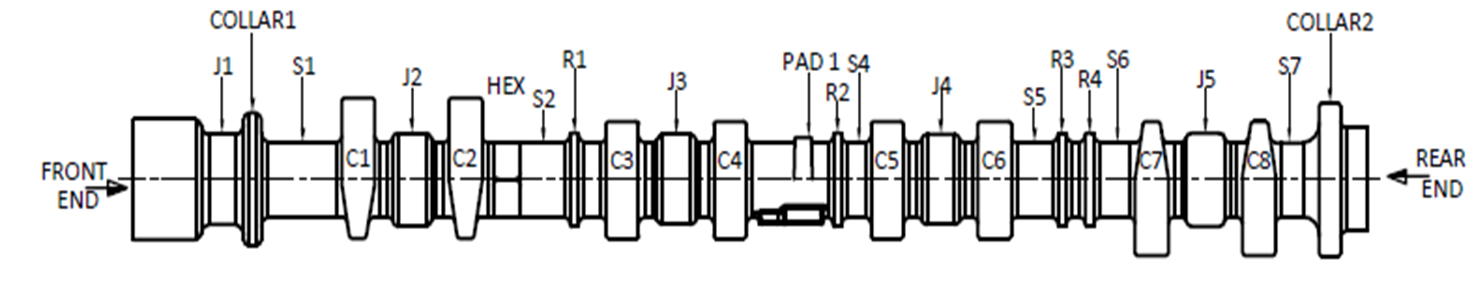 COLLAR1
COLLAR2
J1
S1
J2
HEX
S2
R1
J3
PAD 1
S4
R2
J4
S5
R3
R4
S6
J5
S7
FRONT
END
C1
C2
C3
C4
C5
C6
C7
C8
REAR
END